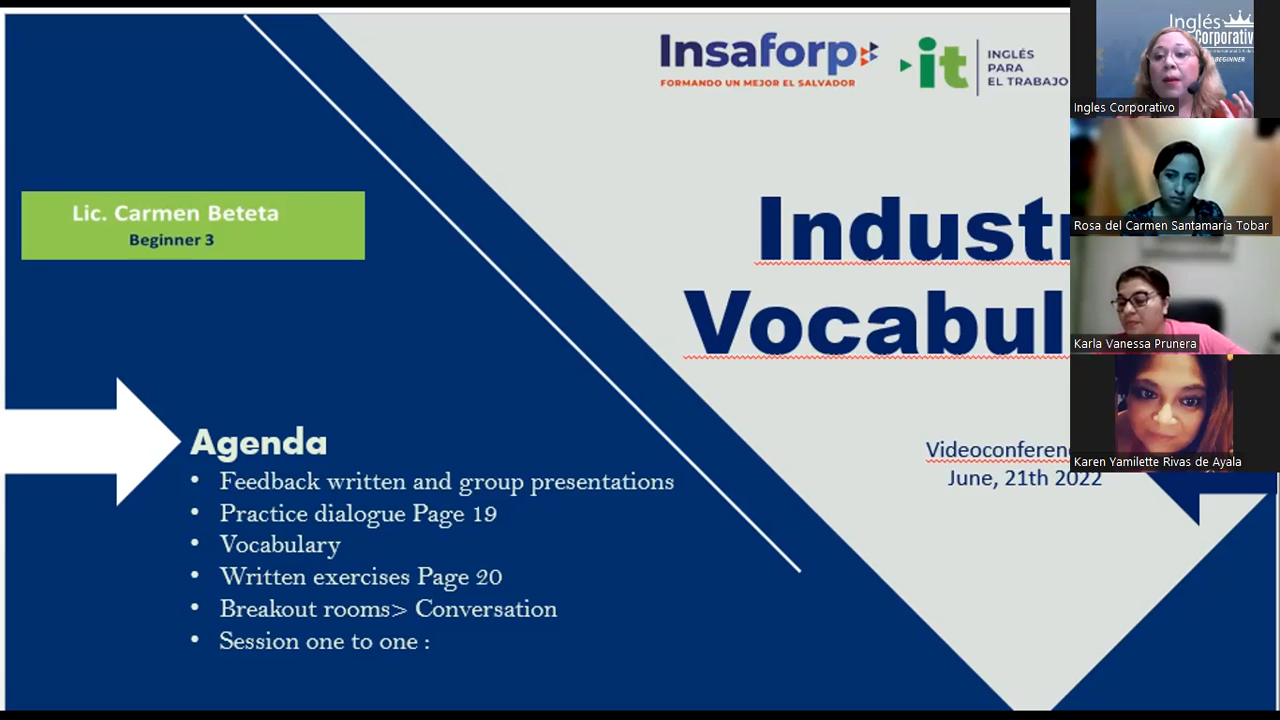 Insaforp
FORMANDO UN MEJOR EL SALVADOR
it
INGLÉS
PARA
EL TRABAJO
Lic. Carmen Beteta
Beginner 3
Industr
Vocabul
Agenda
• Feedback written and group presentations
• Practice dialogue Page 19
• Vocabulary
• Written exercises Page 20
• Breakout rooms> Conversation
• Session one to one :
Videoconferenc
June, 21th 2022
Inglés
Corporativ
BEGINNER
Ingles Corporativo
Rosa del Carmen Santamaría Tobar
Karla Vanessa Prunera
Karen Yamilette Rivas de Ayala